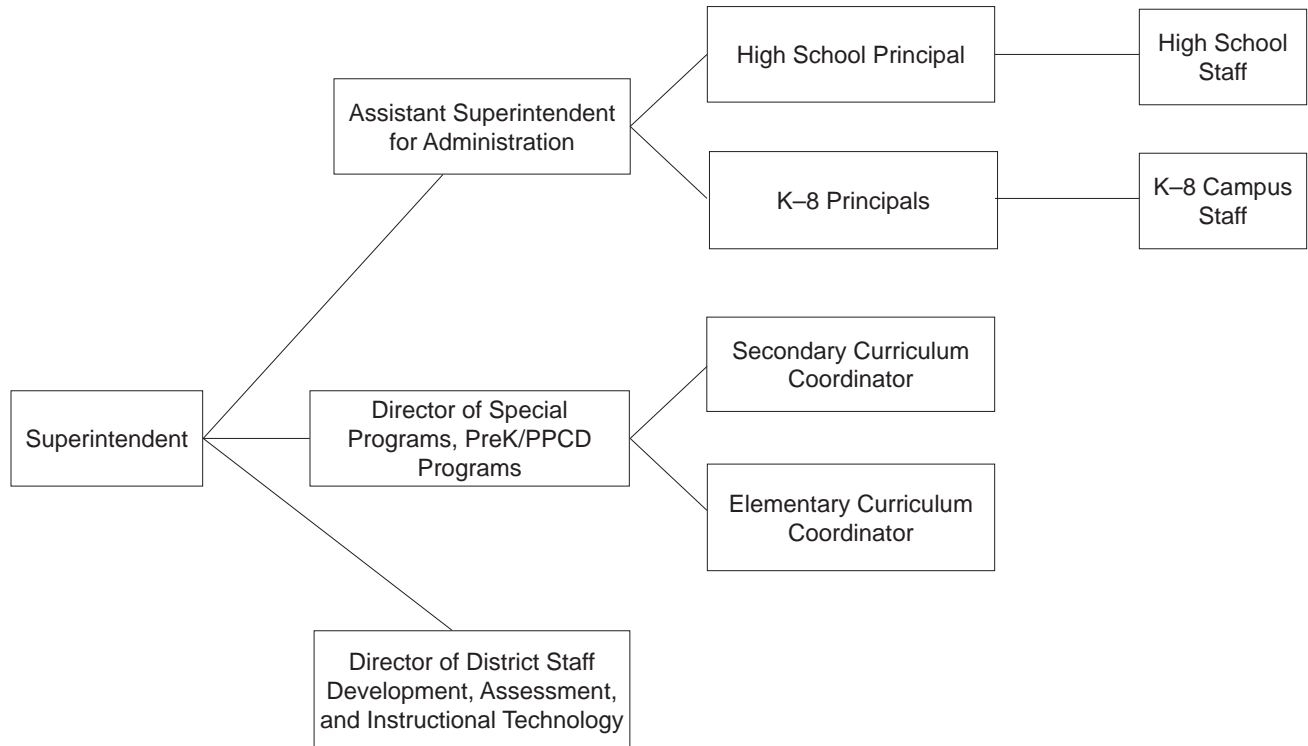 High School Principal
High School
Staff
Assistant Superintendent
for Administration
K–8 Principals
K–8 Campus
Staff
Secondary Curriculum
Coordinator
Superintendent
Director of Special
Programs, PreK/PPCD
Programs
Elementary Curriculum
Coordinator
Director of District Staff
Development, Assessment,
and Instructional Technology